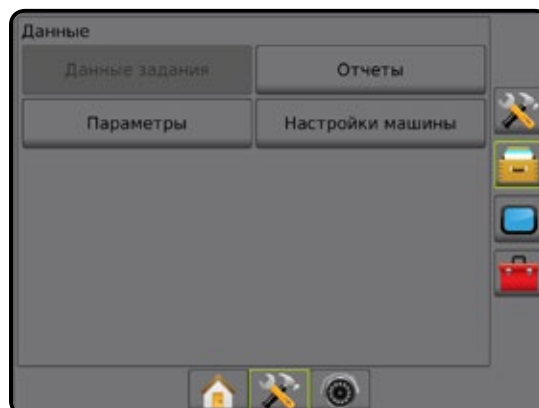 Данные
Данные задания
Отчеты
Параметры
Настройки машины